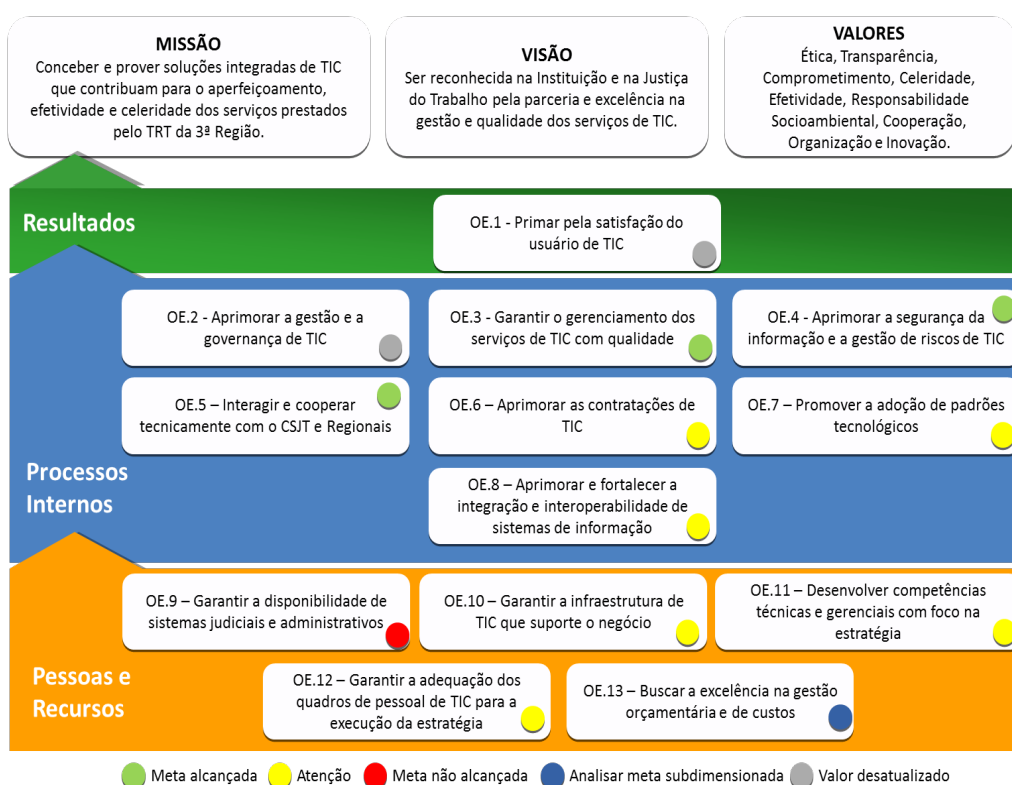 MISSÃO
Conceber e prover soluções integradas de TIC
que contribuam para o aperfeiçoamento,
efetividade e celeridade dos serviços prestados
pelo TRT da 3ª Região.
VISÃO
Ser reconhecida na Instituição e na Justiça
do Trabalho pela parceria e excelência na
gestão e qualidade dos serviços de TIC.
VALORES
Ética, Transparência,
Comprometimento, Celeridade,
Efetividade, Responsabilidade
Socioambiental, Cooperação,
Organização e Inovação.
Resultados
OE.1 - Primar pela satisfação do
usuário de TIC
OE.2 - Aprimorar a gestão e a
governança de TIC
OE.3 - Garantir o gerenciamento dos
serviços de TIC com qualidade
OE.4 - Aprimorar a segurança da
informação e a gestão de riscos de TIC
OE.5 – Interagir e cooperar
tecnicamente com o CSJT e Regionais
OE.6 – Aprimorar as contratações de
TIC
OE.7 – Promover a adoção de padrões
tecnológicos
Processos
Internos
OE.8 – Aprimorar e fortalecer a
integração e interoperabilidade de
sistemas de informação
OE.9 – Garantir a disponibilidade de
sistemas judiciais e administrativos
OE.10 – Garantir a infraestrutura de
TIC que suporte o negócio
OE.11 – Desenvolver competências
técnicas e gerenciais com foco na
estratégia
Pessoas e
Recursos
OE.12 – Garantir a adequação dos
quadros de pessoal de TIC para a
execução da estratégia
OE.13 – Buscar a excelência na gestão
orçamentária e de custos
Meta alcançada
Atenção
Meta não alcançada
Analisar meta subdimensionada
Valor desatualizado